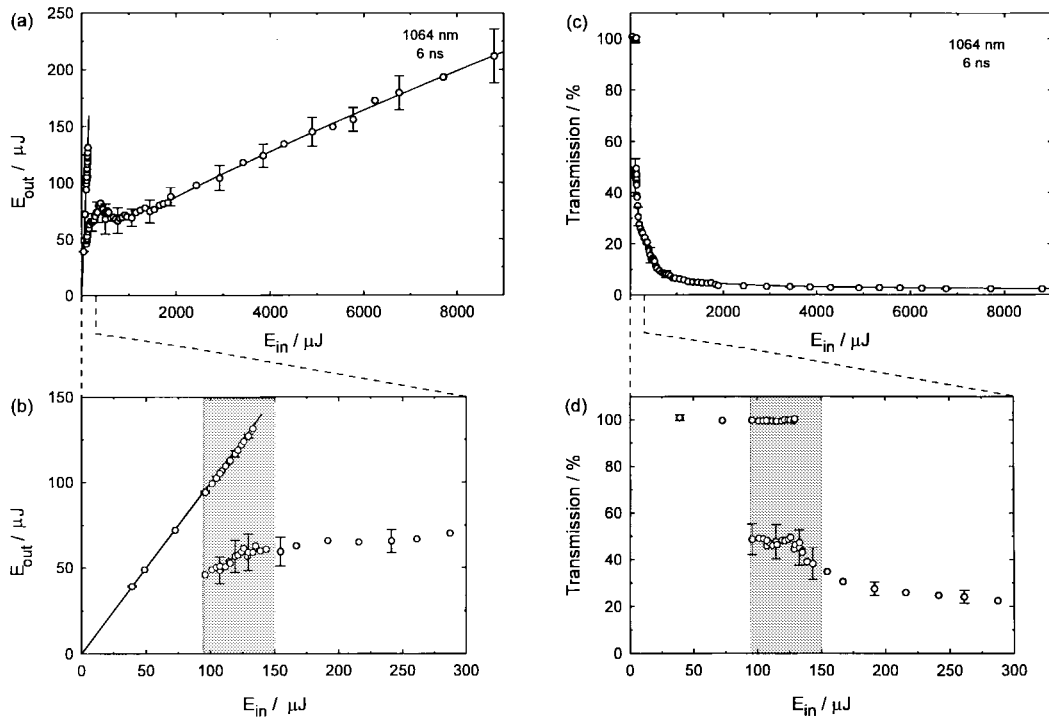 (a)
250
200
150
100
50
0
E_out / μJ
1064 nm
6 ns
2000 4000 6000 8000
E_in / μJ
(c)
100
80
60
40
20
0
Transmission / %
1064 nm
6 ns
2000 4000 6000 8000
E_in / μJ
(b)
150
100
50
0
E_out / μJ
0 50 100 150 200 250 300
E_in / μJ
(d)
100
80
60
40
20
0
Transmission / %
0 50 100 150 200 250 300
E_in / μJ